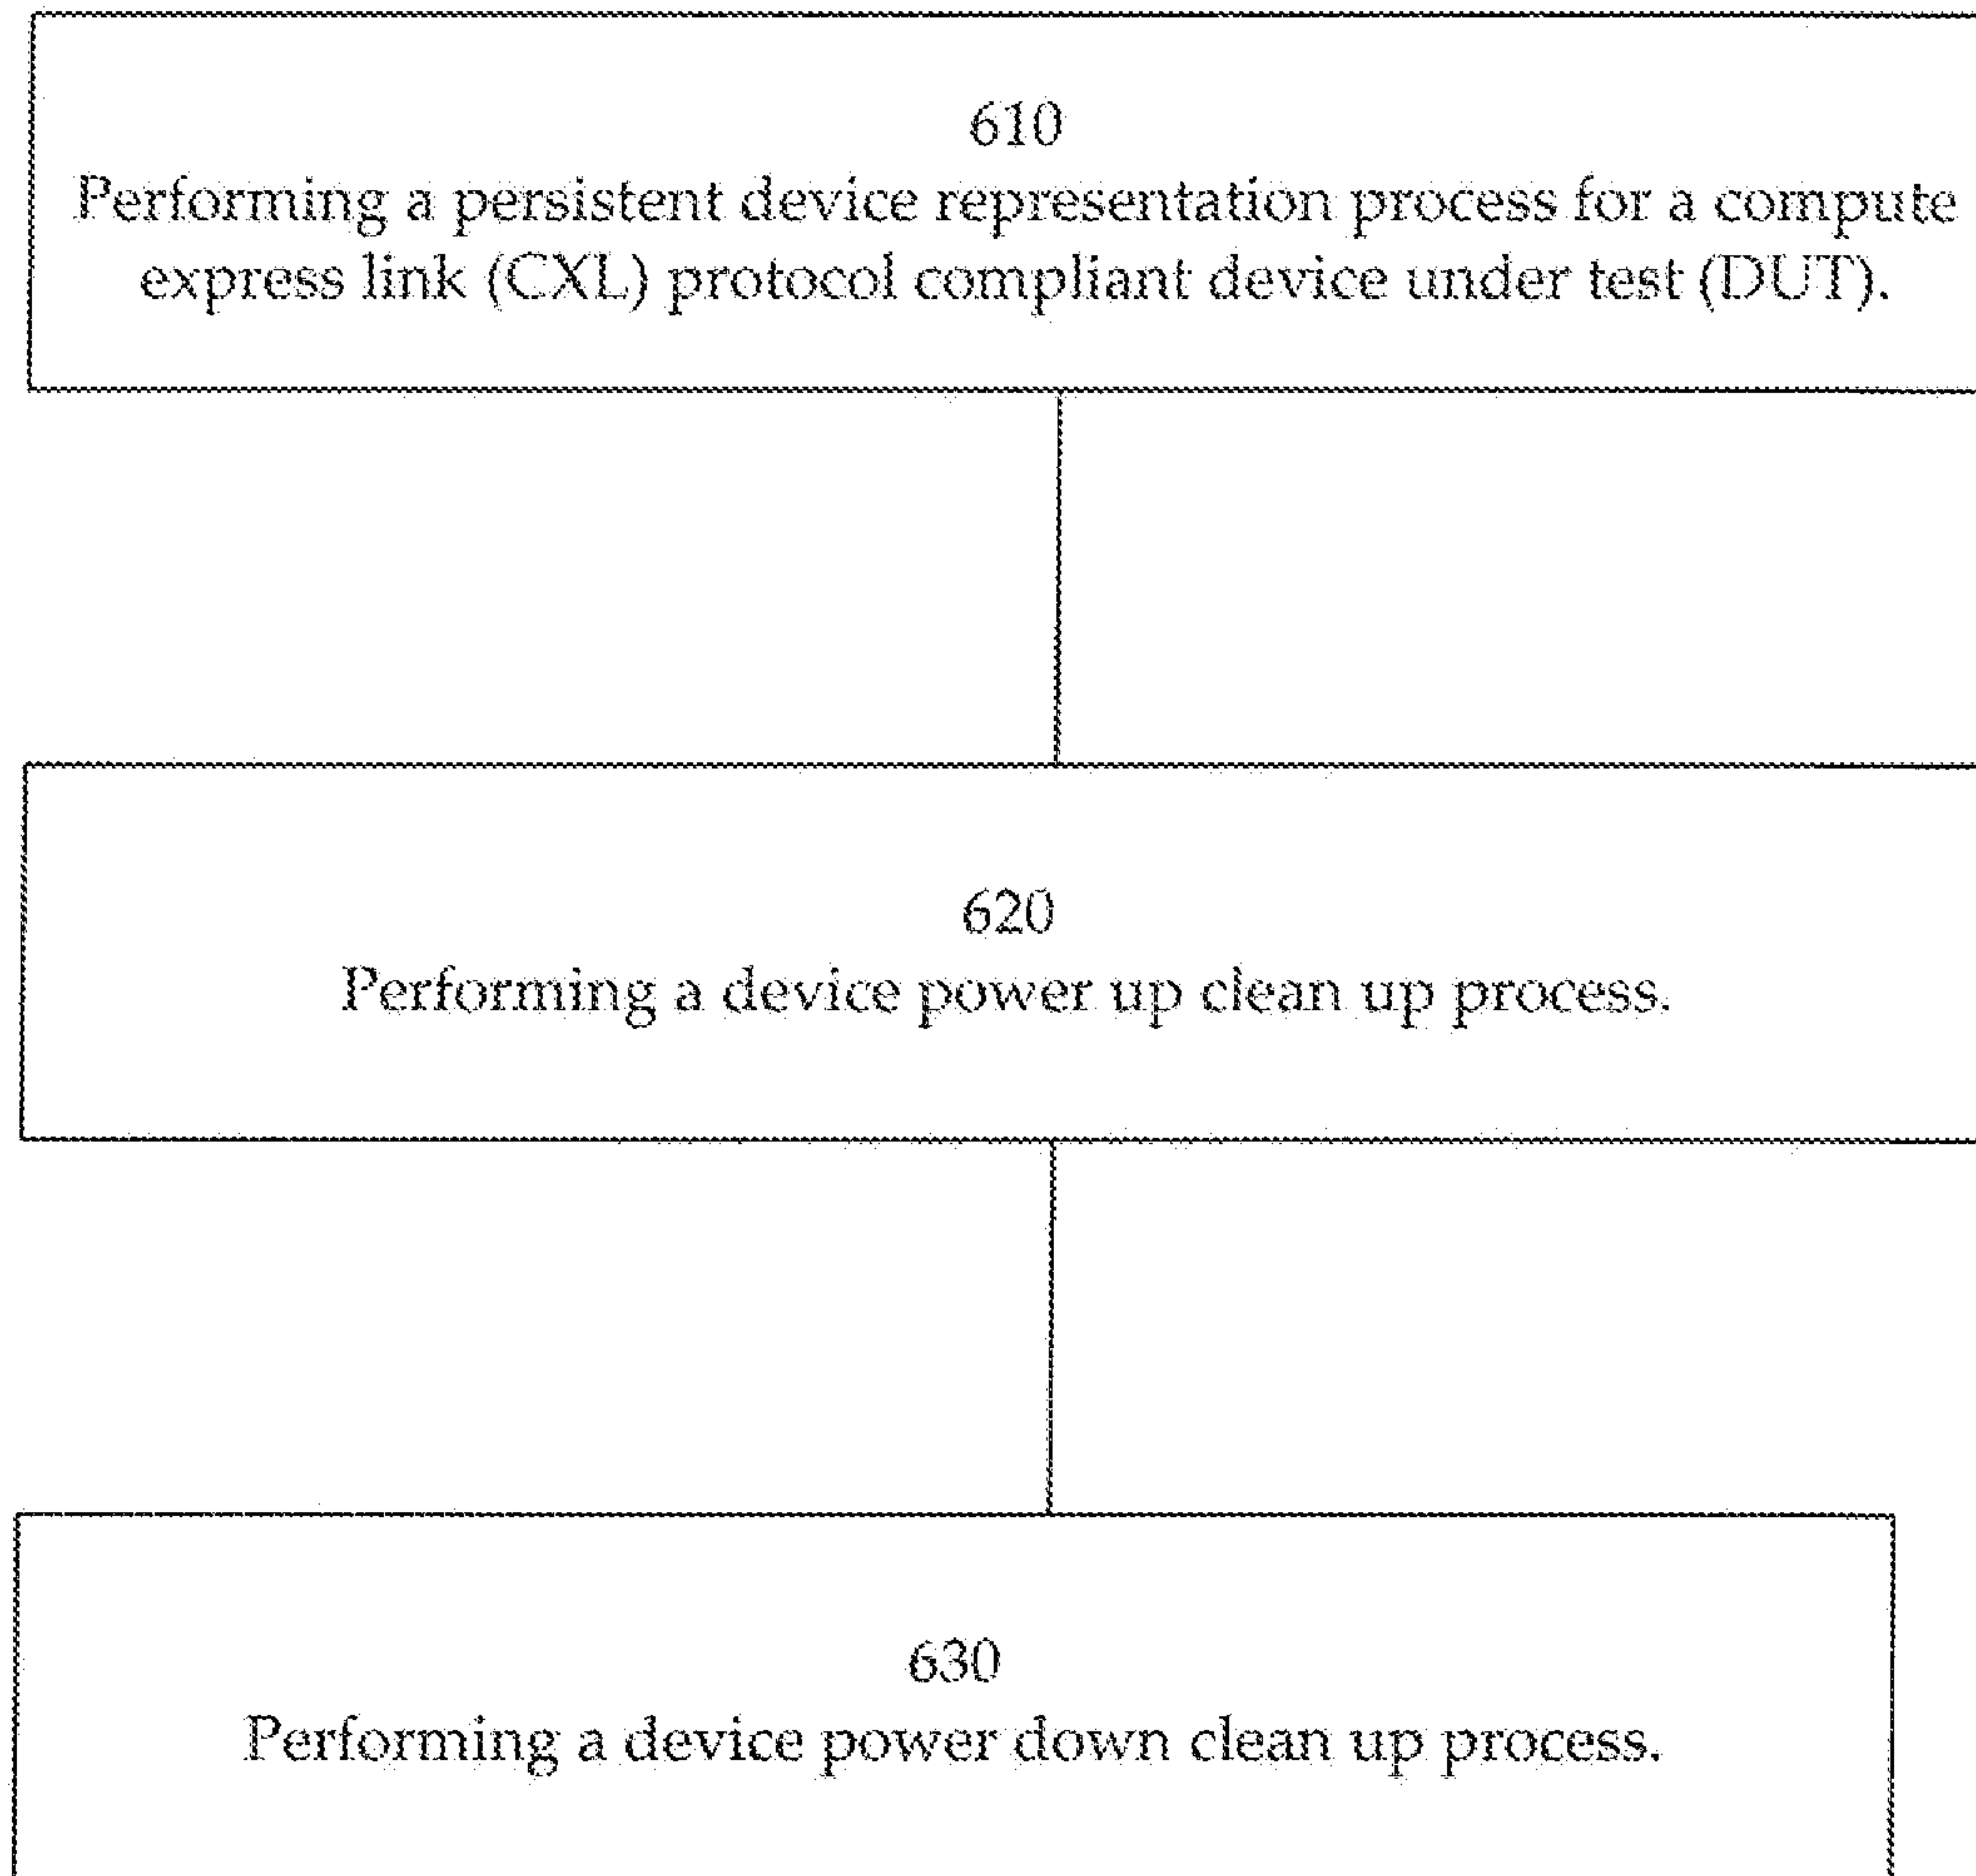 610
Performing a persistent device representation process for a compute
express link (CXL) protocol compliant device under test (DUT).
620
Performing a device power up clean up process.
630
Performing a device power down clean up process.